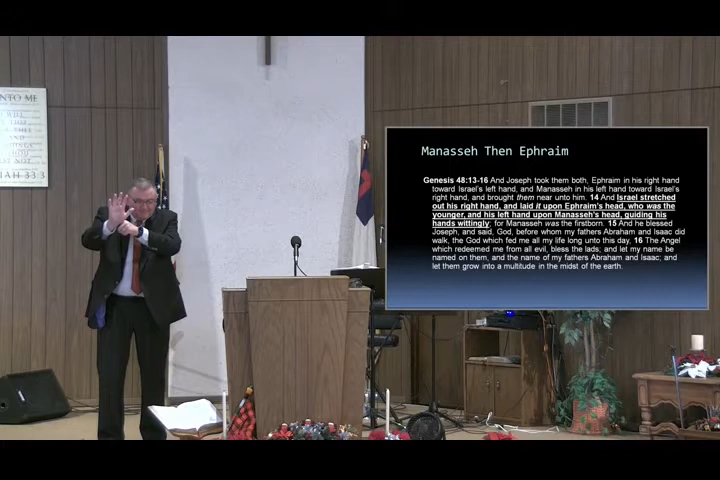 NTO ME
WILL
THEE
AND
THINGS
NOT
IAH 33:3
Manasseh Then Ephraim
Genesis 48:13-16 And Joseph took them both, Ephraim in his right hand
toward Israel's left hand, and Manasseh in his left hand toward Israel's
right hand, and brought them near unto him. 14 And Israel stretched
out his right hand, and laid it upon Ephraim's head, who was the
younger, and his left hand upon Manasseh's head, guiding his
hands wittingly; for Manasseh was the firstborn. 15 And he blessed
Joseph, and said, God, before whom my fathers Abraham and Isaac did
walk, the God which fed me all my life long unto this day, 16 The Angel
which redeemed me from all evil, bless the lads; and let my name be
named on them, and the name of my fathers Abraham and Isaac; and
let them grow into a multitude in the midst of the earth.